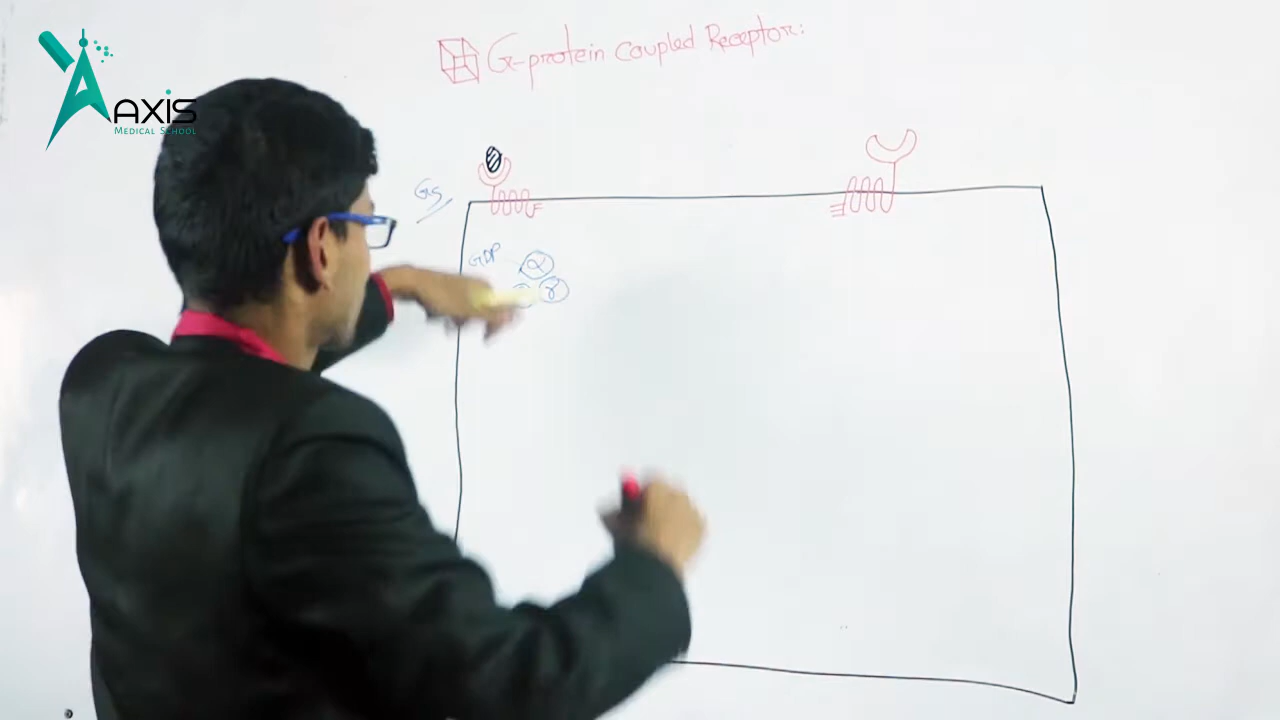 AXIS
MEDICAL SCHOOL
G-protein Coupled Receptor:
Gs
GDP α
γ